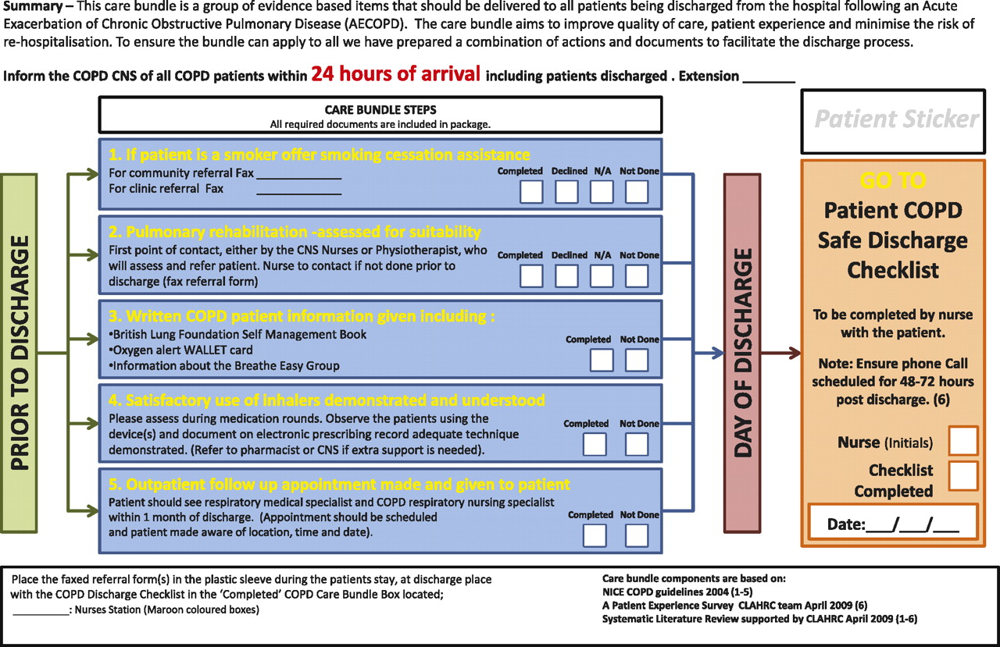 Summary – This care bundle is a group of evidence based items that should be delivered to all patients being discharged from the hospital following an Acute
Exacerbation of Chronic Obstructive Pulmonary Disease (AECOPD). The care bundle aims to improve quality of care, patient experience and minimise the risk of
re-hospitalisation. To ensure the bundle can apply to all we have prepared a combination of actions and documents to facilitate the discharge process.
Inform the COPD CNS of all COPD patients within 24 hours of arrival including patients discharged . Extension _______
PRIOR TO DISCHARGE
CARE BUNDLE STEPS
All required documents are included in package.
1. If patient is a smoker offer smoking cessation assistance
For community referral Fax ______________
For clinic referral Fax ______________
Completed Declined N/A Not Done
2. Pulmonary rehabilitation -assessed for suitability
First point of contact, either by the CNS Nurses or Physiotherapist, who
will assess and refer patient. Nurse to contact if not done prior to
discharge (fax referral form)
Completed Declined N/A Not Done
3. Written COPD patient information given including :
•British Lung Foundation Self Management Book
•Oxygen alert WALLET card
•Information about the Breathe Easy Group
Completed Not Done
4. Satisfactory use of inhalers demonstrated and understood
Please assess during medication rounds. Observe the patients using the
device(s) and document on electronic prescribing record adequate technique
demonstrated. (Refer to pharmacist or CNS if extra support is needed).
Completed Not Done
5. Outpatient follow up appointment made and given to patient
Patient should see respiratory medical specialist and COPD respiratory nursing specialist
within 1 month of discharge. (Appointment should be scheduled
and patient made aware of location, time and date).
Completed Not Done
DAY OF DISCHARGE
Patient Sticker
GO TO
Patient COPD
Safe Discharge
Checklist
To be completed by nurse
with the patient.
Note: Ensure phone Call
scheduled for 48-72 hours
post discharge. (6)
Nurse (Initials)
Checklist
Completed
Date:___/___/___
Place the faxed referral form(s) in the plastic sleeve during the patients stay, at discharge place
with the COPD Discharge Checklist in the ‘Completed’ COPD Care Bundle Box located;
__________: Nurses Station (Maroon coloured boxes)
Care bundle components are based on:
NICE COPD guidelines 2004 (1-5)
A Patient Experience Survey CLAHRC team April 2009 (6)
Systematic Literature Review supported by CLAHRC April 2009 (1-6)